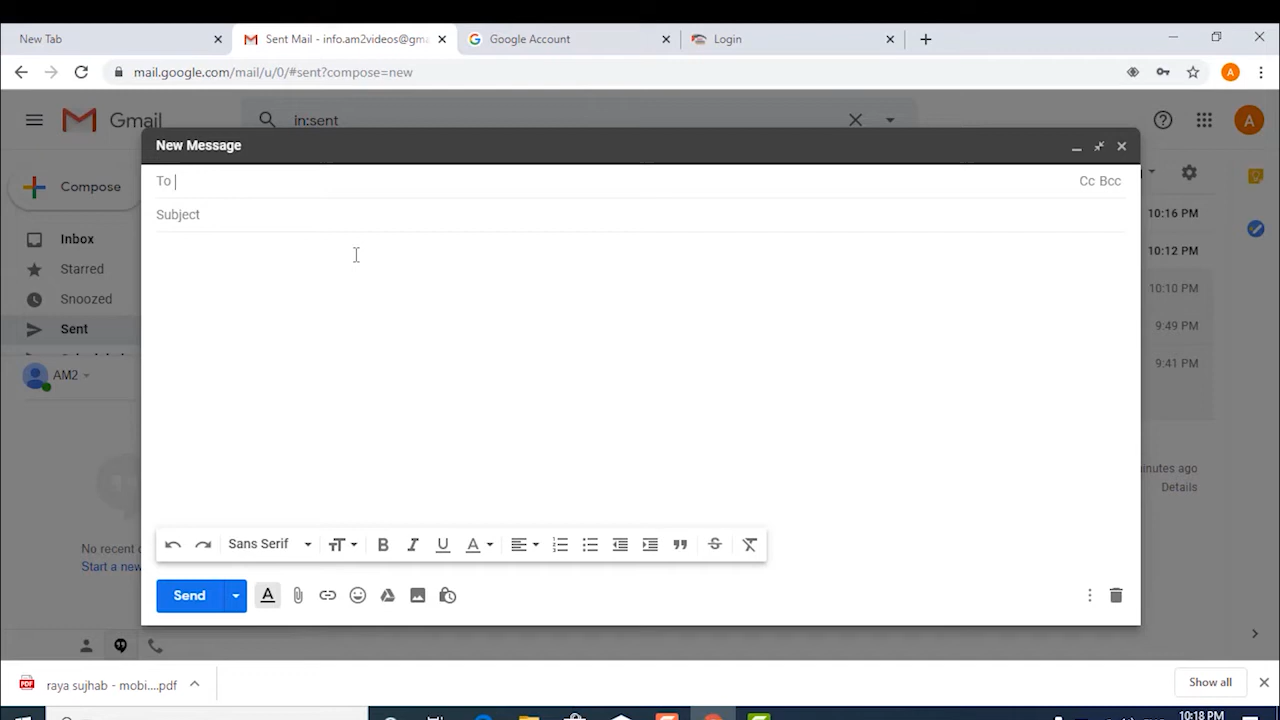 New Tab
Sent Mail - info.am2videos@gma
Google Account
Login
mail.google.com/mail/u/0/#sent?compose=new
A
Gmail
in:sent
A
New Message
Compose
To
Cc Bcc
Subject
10:16 PM
Inbox
10:12 PM
Starred
10:10 PM
Snoozed
Sent
9:49 PM
9:41 PM
AM2
inutes ago
Details
Sans Serif
No recent c
Start a new
Send
raya sujhab - mobi....pdf
Show all
10:18 PM